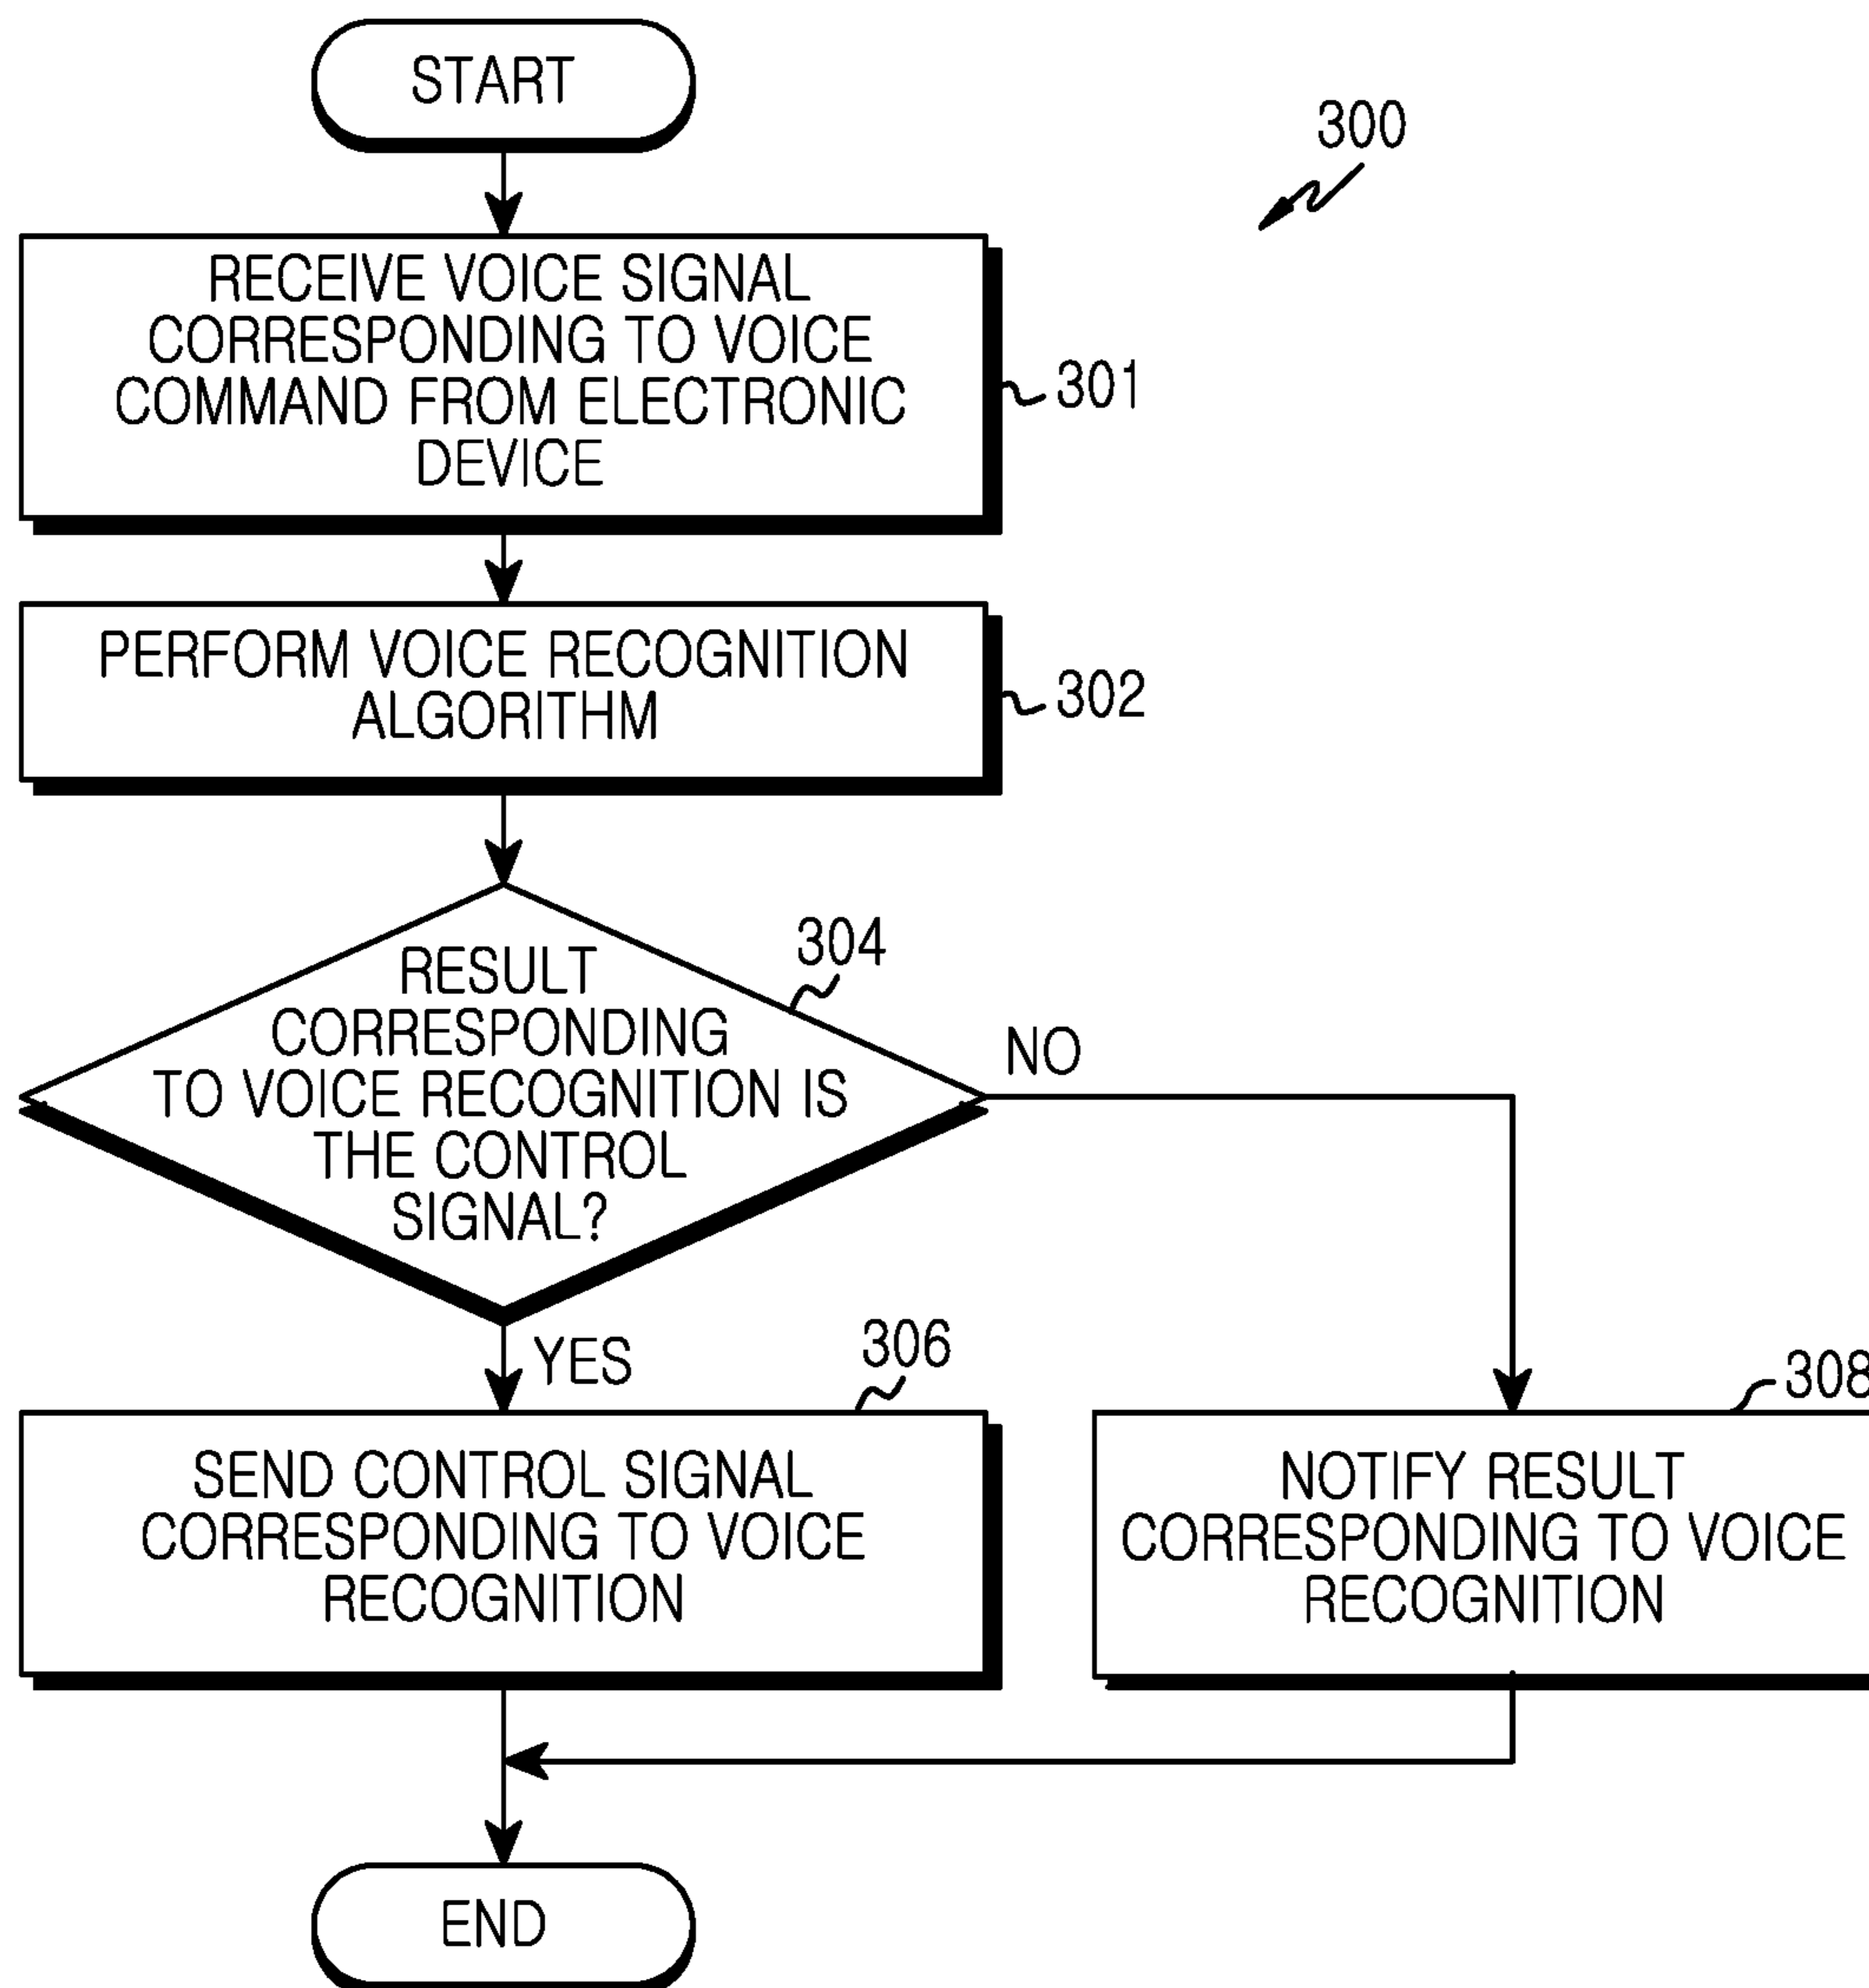 START
300
RECEIVE VOICE SIGNAL
CORRESPONDING TO VOICE
COMMAND FROM ELECTRONIC
DEVICE
301
PERFORM VOICE RECOGNITION
ALGORITHM
302
304
RESULT
CORRESPONDING
TO VOICE RECOGNITION IS
THE CONTROL
SIGNAL?
NO
YES
306
SEND CONTROL SIGNAL
CORRESPONDING TO VOICE
RECOGNITION
308
NOTIFY RESULT
CORRESPONDING TO VOICE
RECOGNITION
END